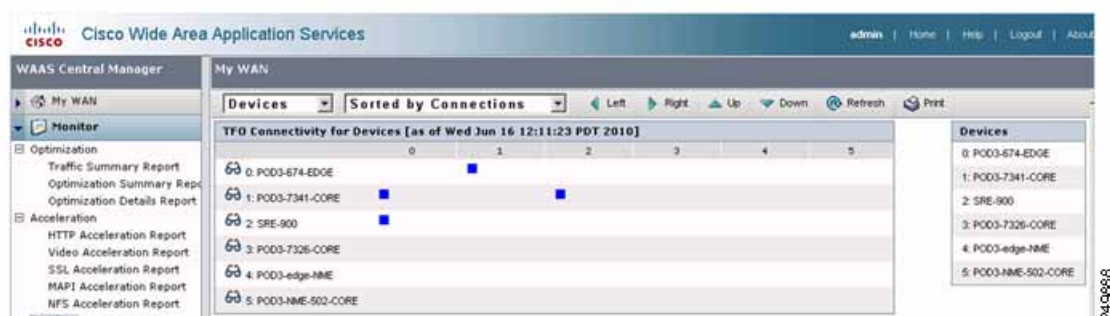 CISCO Cisco Wide Area Application Services
admin | Home | Help | Logout | About
WAAS Central Manager
My WAN
My WAN
Monitor
Optimization
Traffic Summary Report
Optimization Summary Repo
Optimization Details Report
Acceleration
HTTP Acceleration Report
Video Acceleration Report
SSL Acceleration Report
MAPI Acceleration Report
NFS Acceleration Report
Devices Sorted by Connections Left Right Up Down Refresh Print
TFO Connectivity for Devices [as of Wed Jun 16 12:11:23 PDT 2010]
0 1 2 3 4 5
0: POD3-674-EDGE
1: POD3-7341-CORE
2: SRE-900
3: POD3-7326-CORE
4: POD3-edge-NME
5: POD3-NME-502-CORE
Devices
0: POD3-674-EDGE
1: POD3-7341-CORE
2: SRE-900
3: POD3-7326-CORE
4: POD3-edge-NME
5: POD3-NME-502-CORE
249888